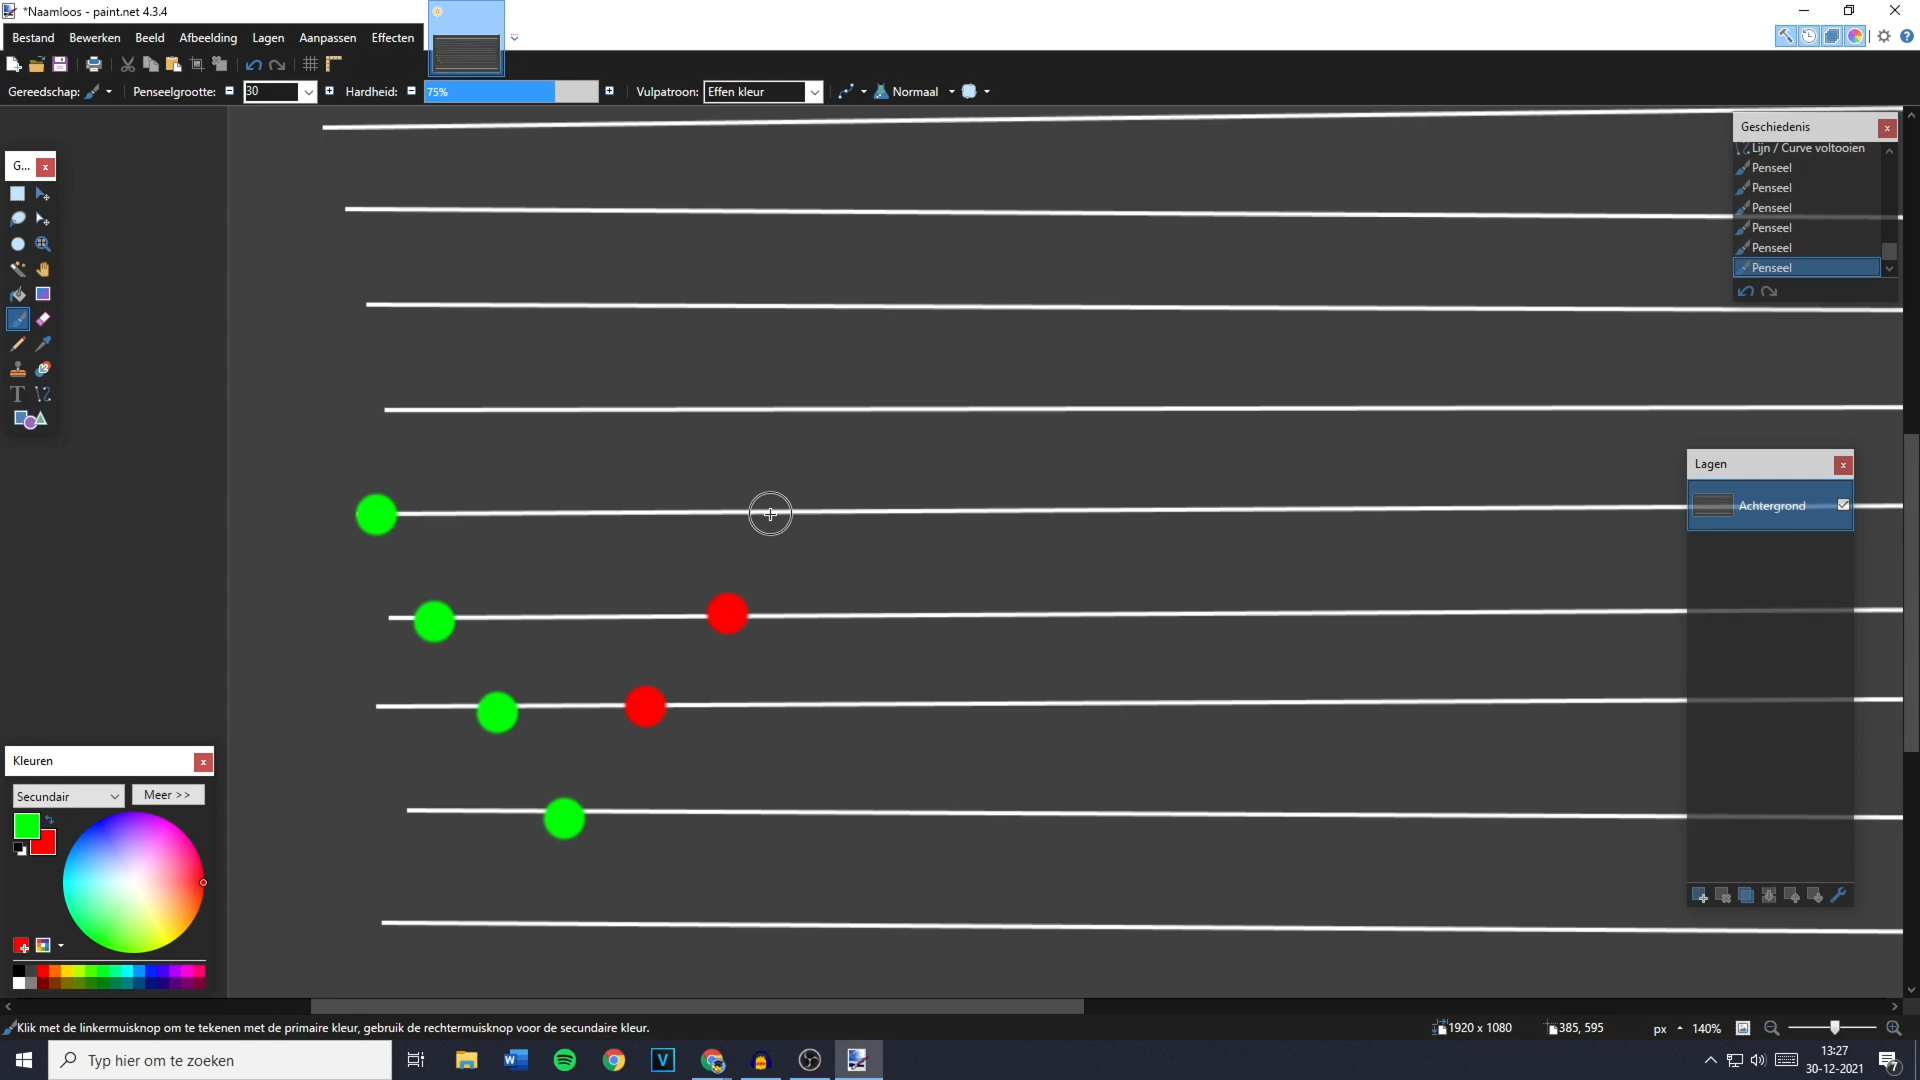 *Naamloos - paint.net 4.3.4
Bestand Bewerken Beeld Afbeelding Lagen Aanpassen Effecten
Gereedschap: Penseelgrootte: 30 Hardheid: 75% Vulpatroon: Effen kleur Normaal
Geschiedenis
Lijn / Curve voltooien
Penseel
Penseel
Penseel
Penseel
Penseel
Penseel
G...
Lagen
Achtergrond
Kleuren
Secundair Meer >>
Klik met de linkermuisknop om te tekenen met de primaire kleur, gebruik de rechtermuisknop voor de secundaire kleur.
1920 x 1080 385, 595 px 140%
Typ hier om te zoeken
13:27
30-12-2021
7